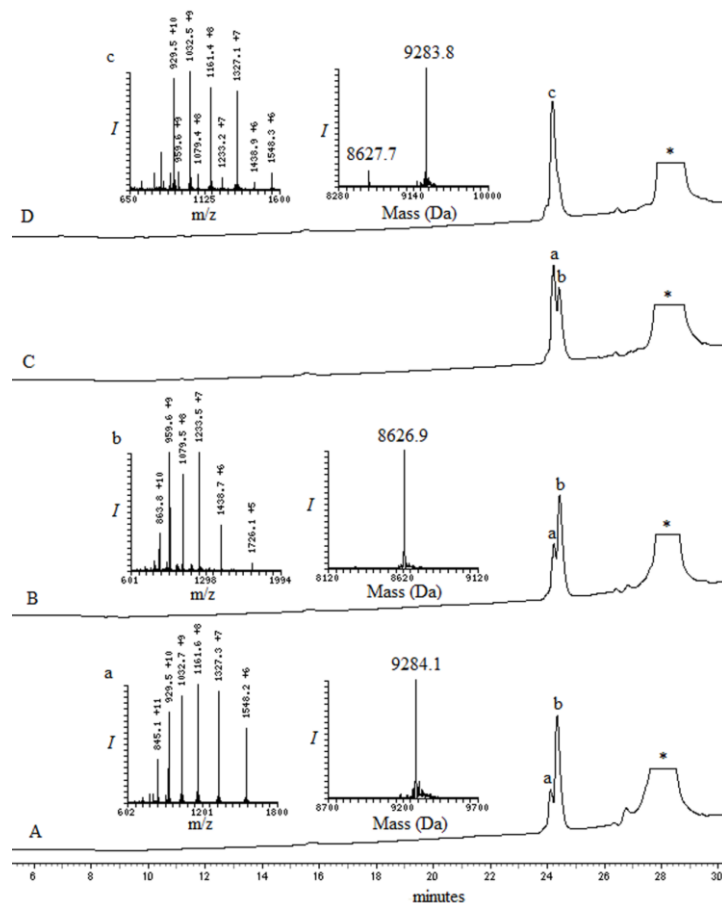 c
929.5 +10
1032.5 +9
1161.4 +8
1327.1 +7
959.6 +9
1079.4 +8
1233.2 +7
1438.9 +6
1548.3 +6
I
650 1125 1600
m/z
9283.8
8627.7
I
8280 9140 10000
Mass (Da)
c
*
D
a
b
*
C
b
863.8 +10
959.6 +9
1079.5 +8
1233.5 +7
1438.7 +6
1726.1 +5
I
601 1298 1994
m/z
8626.9
I
8120 8620 9120
Mass (Da)
a
b
*
B
a
845.1 +11
929.5 +10
1032.7 +9
1161.6 +8
1327.3 +7
1548.2 +6
I
602 1201 1800
m/z
9284.1
I
8700 9200 9700
Mass (Da)
a
b
*
A
6 8 10 12 14 16 18 20 22 24 26 28 30
minutes